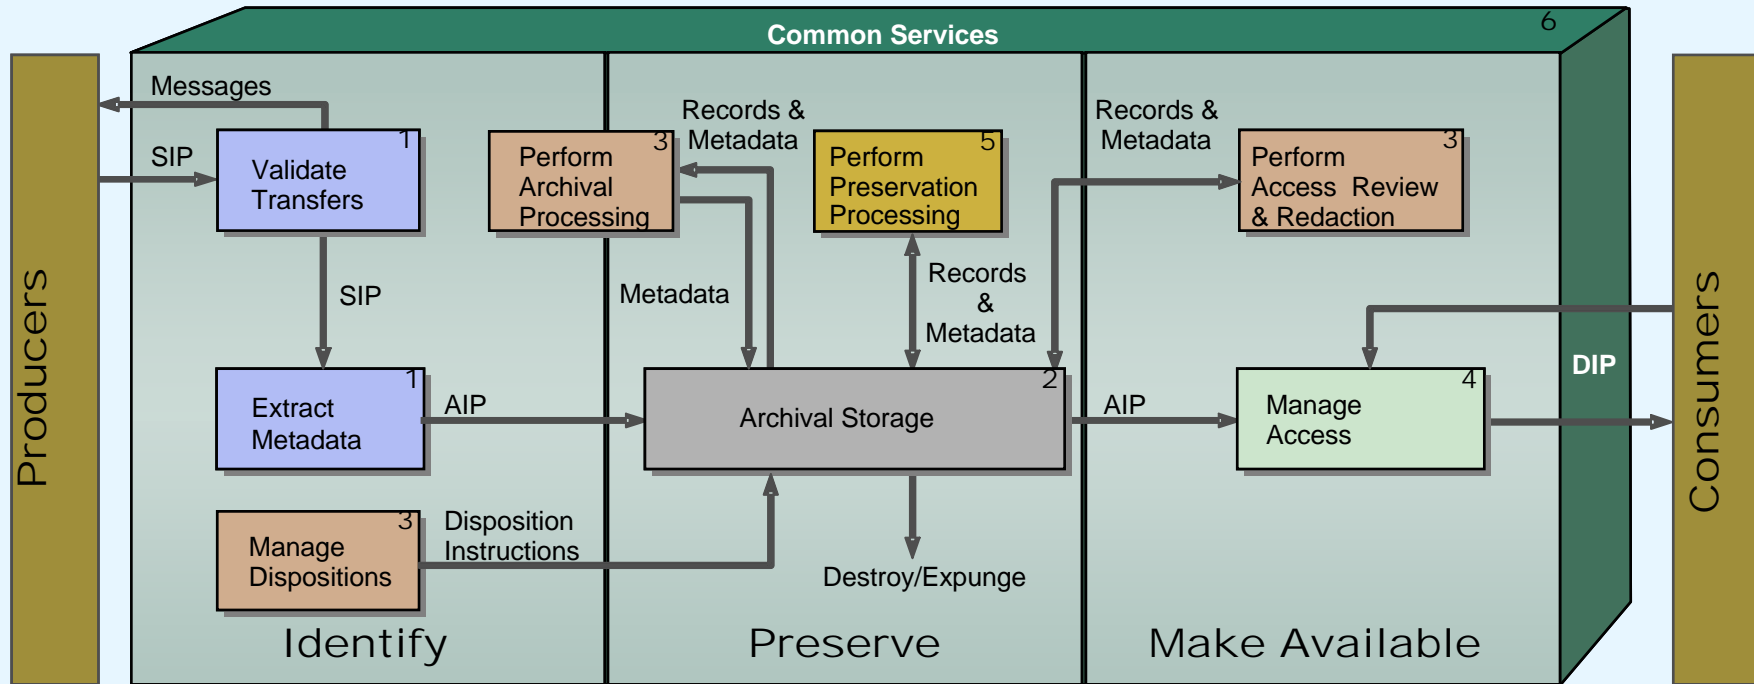 Common Services
6
Producers
Messages
SIP
1
Validate
Transfers
SIP
1
Extract
Metadata
AIP
3
Manage
Dispositions
Disposition
Instructions
Identify
3
Perform
Archival
Processing
Records &
Metadata
Metadata
5
Perform
Preservation
Processing
Records
&
Metadata
2
Archival Storage
Destroy/Expunge
Preserve
Records &
Metadata
3
Perform
Access Review
& Redaction
AIP
4
Manage
Access
Make Available
DIP
Consumers